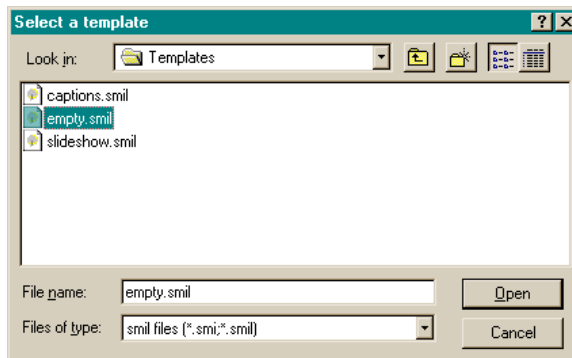 Select a template
Look in: Templates
captions.smil
empty.smil
slideshow.smil
File name: empty.smil Open
Files of type: smil files (*.smi;*.smil) Cancel